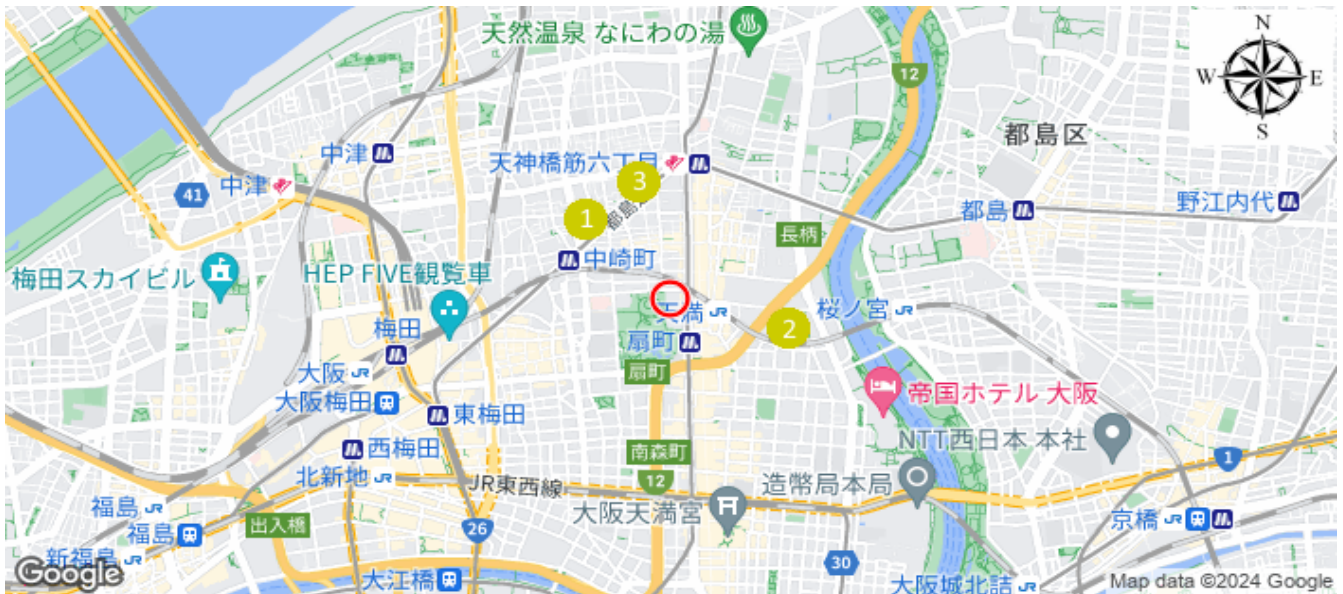 天然温泉 なにわの湯
N
W
E
S
12
都島区
中津
天神橋筋六丁目
中津
41
3
都島
都島
野江内代
1
長柄
中崎町
梅田スカイビル
HEP FIVE観覧車
天満
桜ノ宮
2
梅田
扇町
扇町
大阪
大阪梅田
帝国ホテル 大阪
東梅田
NTT西日本 本社
西梅田
南森町
1
北新地
JR東西線
12
造幣局本局
大阪天満宮
福島
福島
出入橋
26
京橋
新福島
30
Google
大江橋
大阪城北詰
Map data ©2024 Google